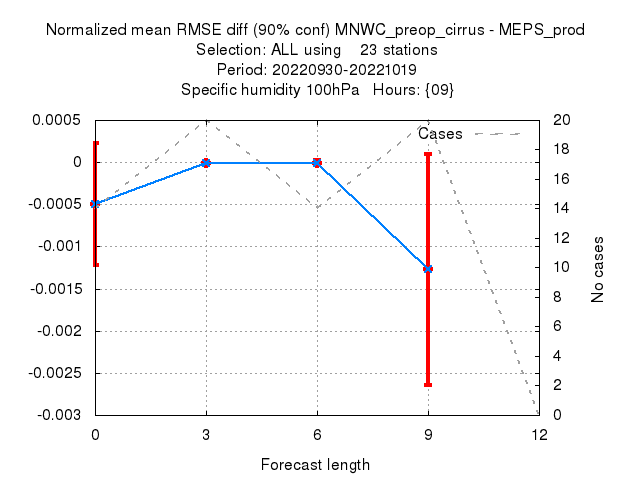 Normalized mean RMSE diff (90% conf) MNWC_preop_cirrus - MEPS_prod
Selection: ALL using 23 stations
Period: 20220930-20221019
Specific humidity 100hPa Hours: {09}
0.0005
0
-0.0005
-0.001
-0.0015
-0.002
-0.0025
-0.003
Cases
20
18
16
14
12
10
8
6
4
2
0
No cases
0 3 6 9 12
Forecast length